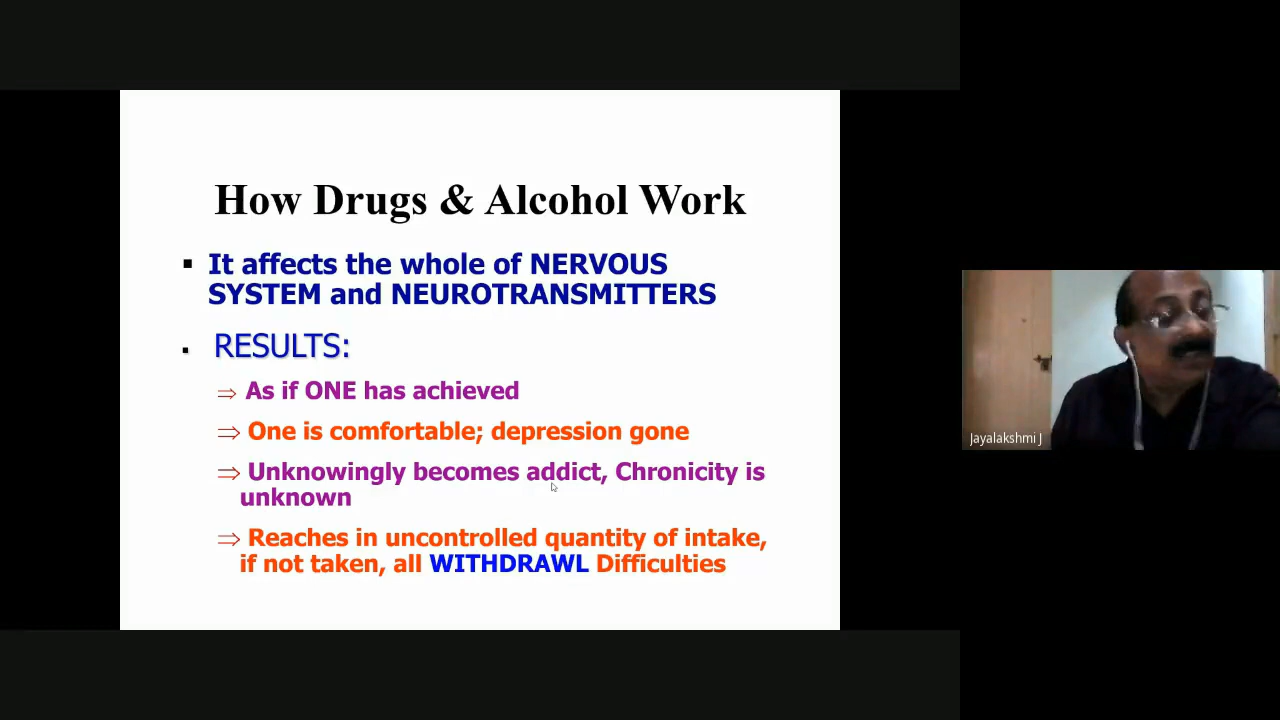 How Drugs & Alcohol Work
▪ It affects the whole of NERVOUS
SYSTEM and NEUROTRANSMITTERS
▪ RESULTS:
⇒ As if ONE has achieved
⇒ One is comfortable; depression gone
⇒ Unknowingly becomes addict, Chronicity is
unknown
⇒ Reaches in uncontrolled quantity of intake,
if not taken, all WITHDRAWL Difficulties
Jayalakshmi J